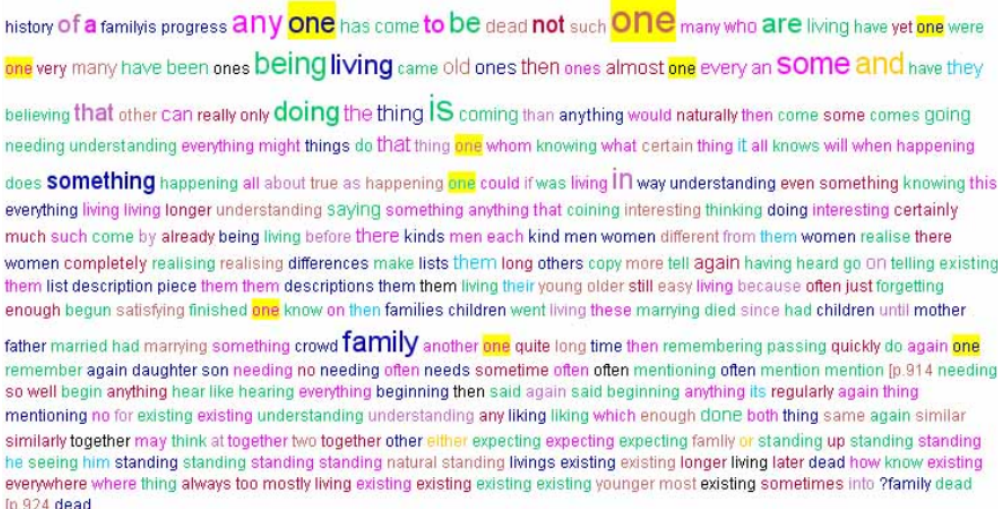 history of a familyis progress any one has come to be dead not such one many who are living have yet one were
one very many have been ones being living came old ones then ones almost one every an some and have they
believing that other can really only doing the thing is coming than anything would naturally then come some comes going
needing understanding everything might things do that thing one whom knowing what certain thing it all knows will when happening
does something happening all about true as happening one could if was living in way understanding even something knowing this
everything living living longer understanding saying something anything that coining interesting thinking doing interesting certainly
much such come by already being living before there kinds men each kind men women different from them women realise there
women completely realising realising differences make lists them long others copy more tell again having heard go on telling existing
them list description piece them them descriptions them them living their young older still easy living because often just forgetting
enough begun satisfying finished one know on then families children went living these marrying died since had children until mother
father married had marrying something crowd family another one quite long time then remembering passing quickly do again one
remember again daughter son needing no needing often needs sometime often often mentioning often mention mention [p.914 needing
so well begin anything hear like hearing everything beginning then said again said beginning anything its regularly again thing
mentioning no for existing existing understanding understanding any liking liking which enough done both thing same again similar
similarly together may think at together two together other either expecting expecting expecting famliy or standing up standing standing
he seeing him standing standing standing standing natural standing livings existing existing longer living later dead how know existing
everywhere where thing always too mostly living existing existing existing existing younger most existing sometimes into ?family dead
[p.924 dead